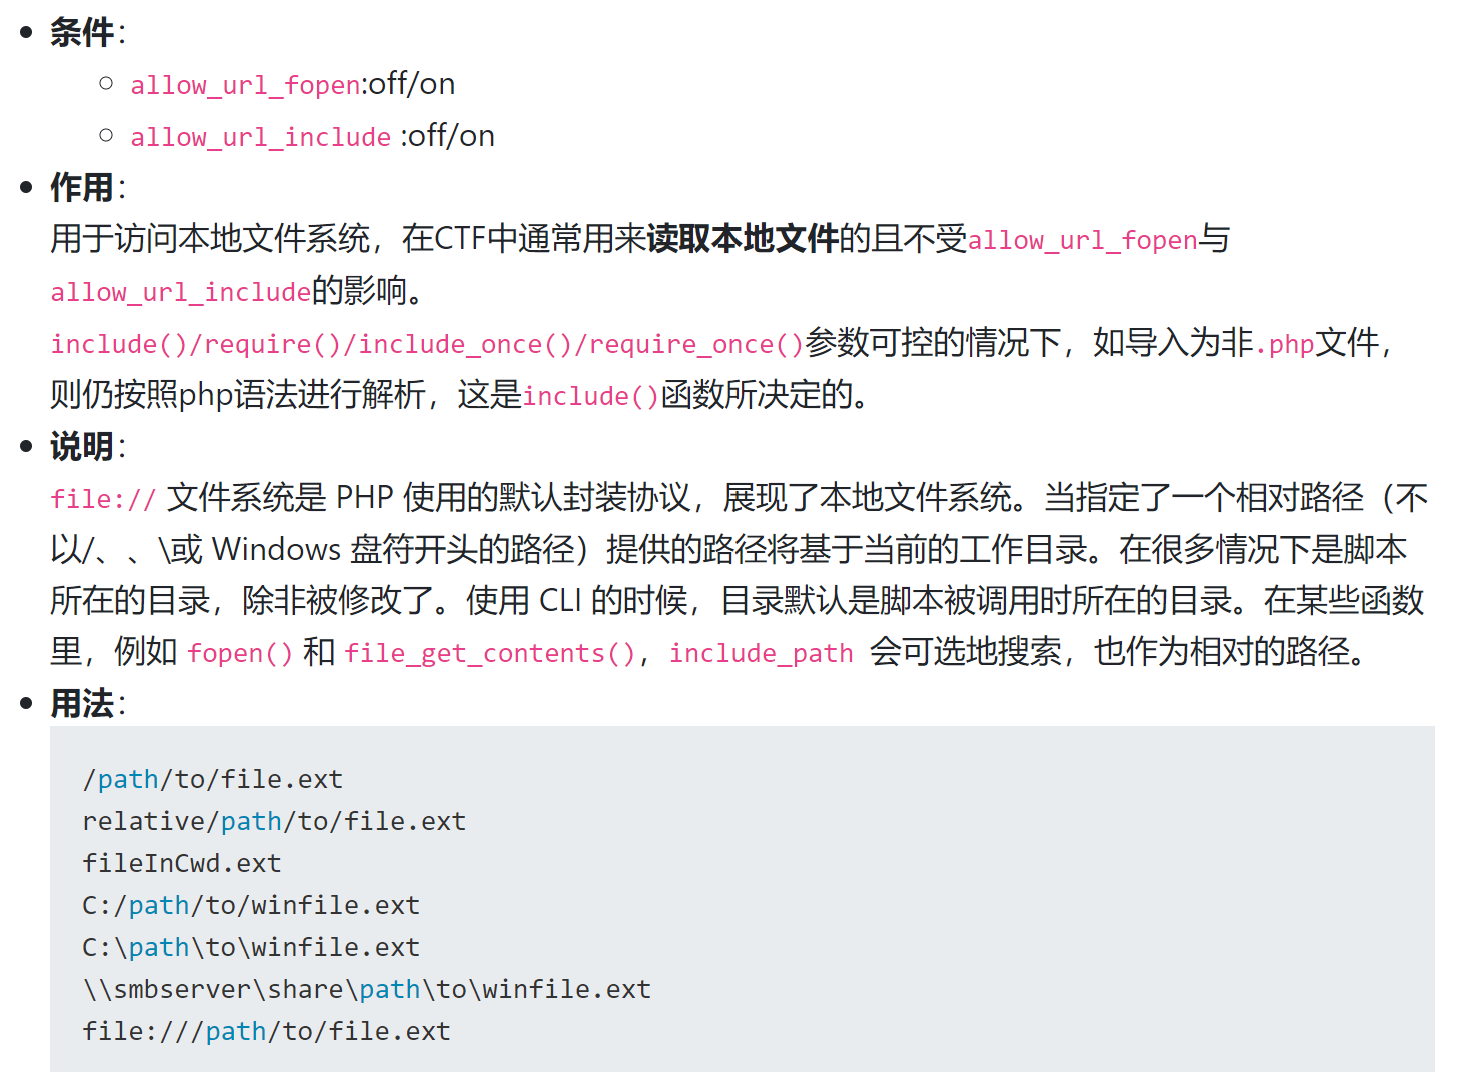 条件：
allow_url_fopen:off/on
allow_url_include :off/on
作用：
用于访问本地文件系统，在CTF中通常用来读取本地文件的且不受allow_url_fopen与
allow_url_include的影响。
include()/require()/include_once()/require_once()参数可控的情况下，如导入为非.php文件，
则仍按照php语法进行解析，这是include()函数所决定的。
说明：
file:// 文件系统是 PHP 使用的默认封装协议，展现了本地文件系统。当指定了一个相对路径（不
以/、、\或 Windows 盘符开头的路径）提供的路径将基于当前的工作目录。在很多情况下是脚本
所在的目录，除非被修改了。使用 CLI 的时候，目录默认是脚本被调用时所在的目录。在某些函数
里，例如 fopen() 和 file_get_contents()，include_path 会可选地搜索，也作为相对的路径。
用法：
/path/to/file.ext
relative/path/to/file.ext
fileInCwd.ext
C:/path/to/winfile.ext
C:\path\to\winfile.ext
\\smbserver\share\path\to\winfile.ext
file:///path/to/file.ext